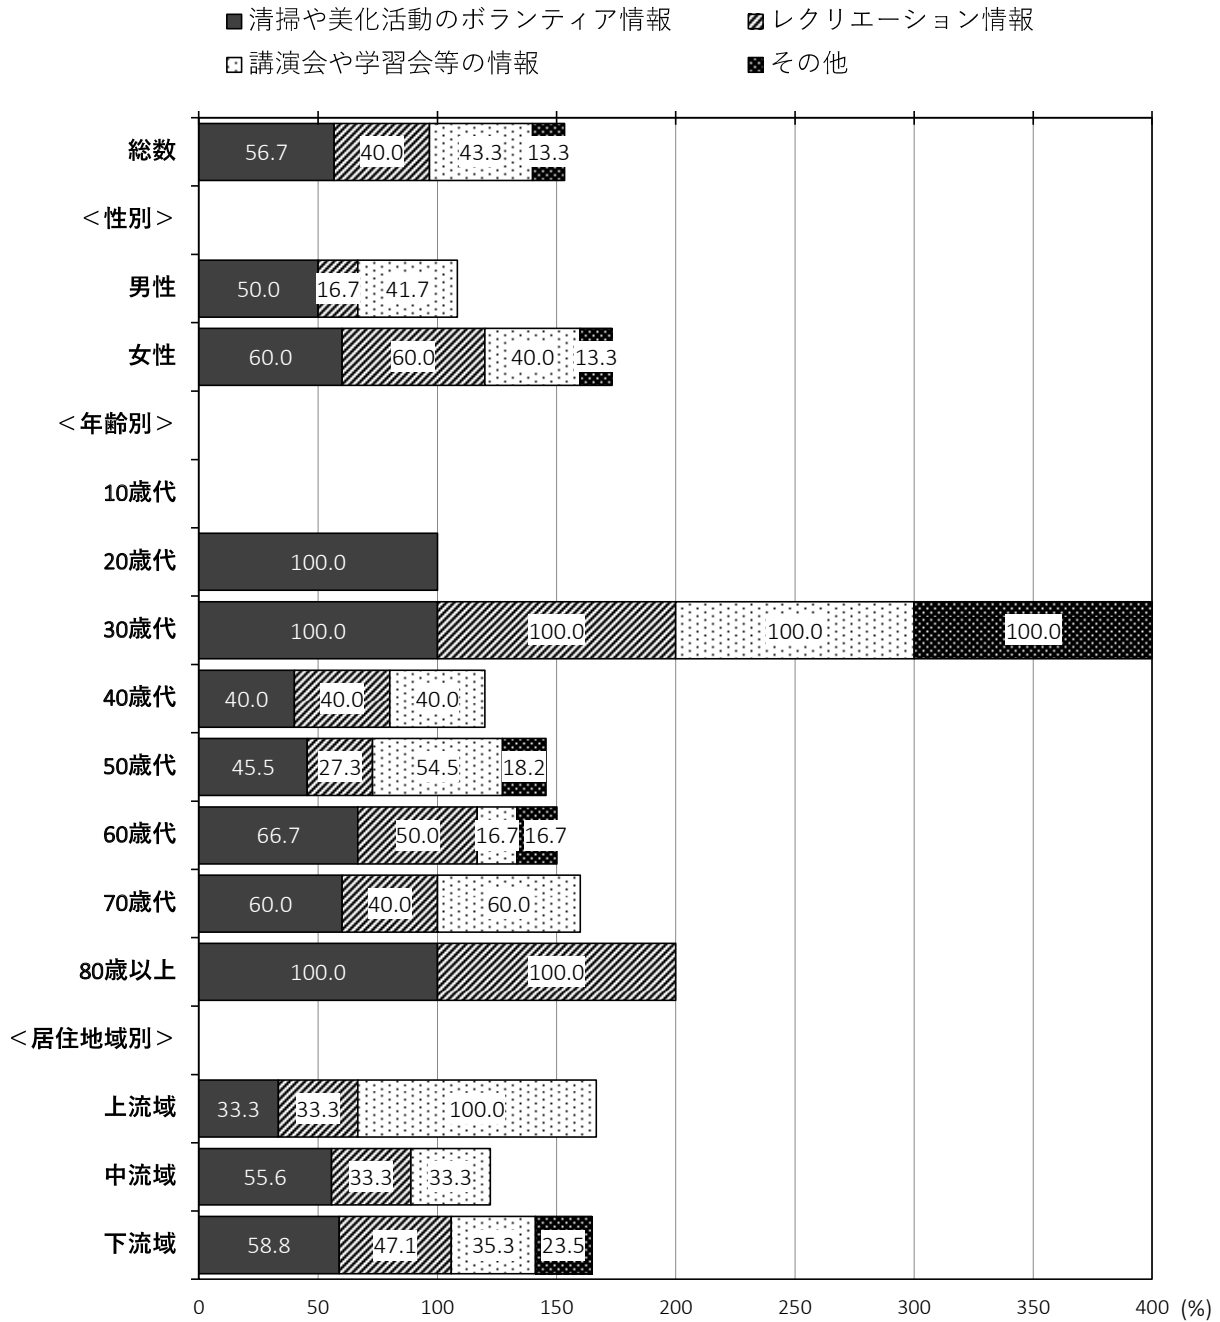 清掃や美化活動のボランティア情報 レクリエーション情報
講演会や学習会等の情報 その他
総数 56.7 40.0 43.3 13.3
＜性別＞
男性 50.0 16.7 41.7
女性 60.0 60.0 40.0 13.3
＜年齢別＞
10歳代
20歳代 100.0
30歳代 100.0 100.0 100.0 100.0
40歳代 40.0 40.0 40.0
50歳代 45.5 27.3 54.5 18.2
60歳代 66.7 50.0 16.7 16.7
70歳代 60.0 40.0 60.0
80歳以上 100.0 100.0
＜居住地域別＞
上流域 33.3 33.3 100.0
中流域 55.6 33.3 33.3
下流域 58.8 47.1 35.3 23.5
0 50 100 150 200 250 300 350 400 (%)